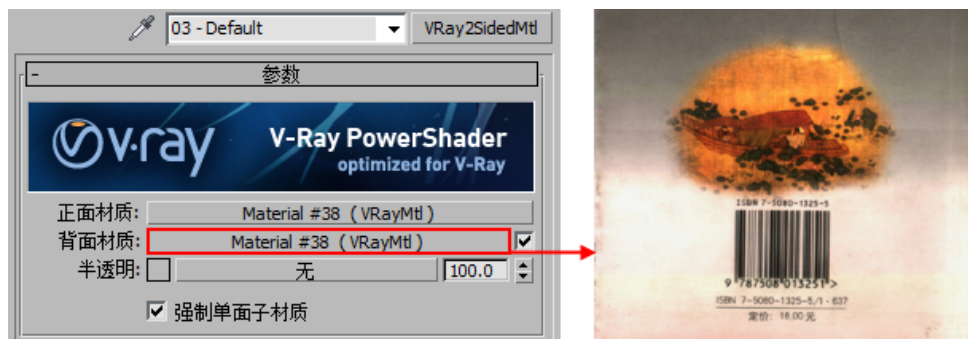 03 - Default
VRay2SidedMtl
- 参数
v·ray
V-Ray PowerShader
optimized for V-Ray
正面材质: Material #38 ( VRayMtl )
背面材质: Material #38 ( VRayMtl )
半透明: 无 100.0
强制单面子材质
ISBN 7-5080-1325-5
9 787508 013251 >
ISBN 7-5080-1325-5/I·637
定价: 18.00 元